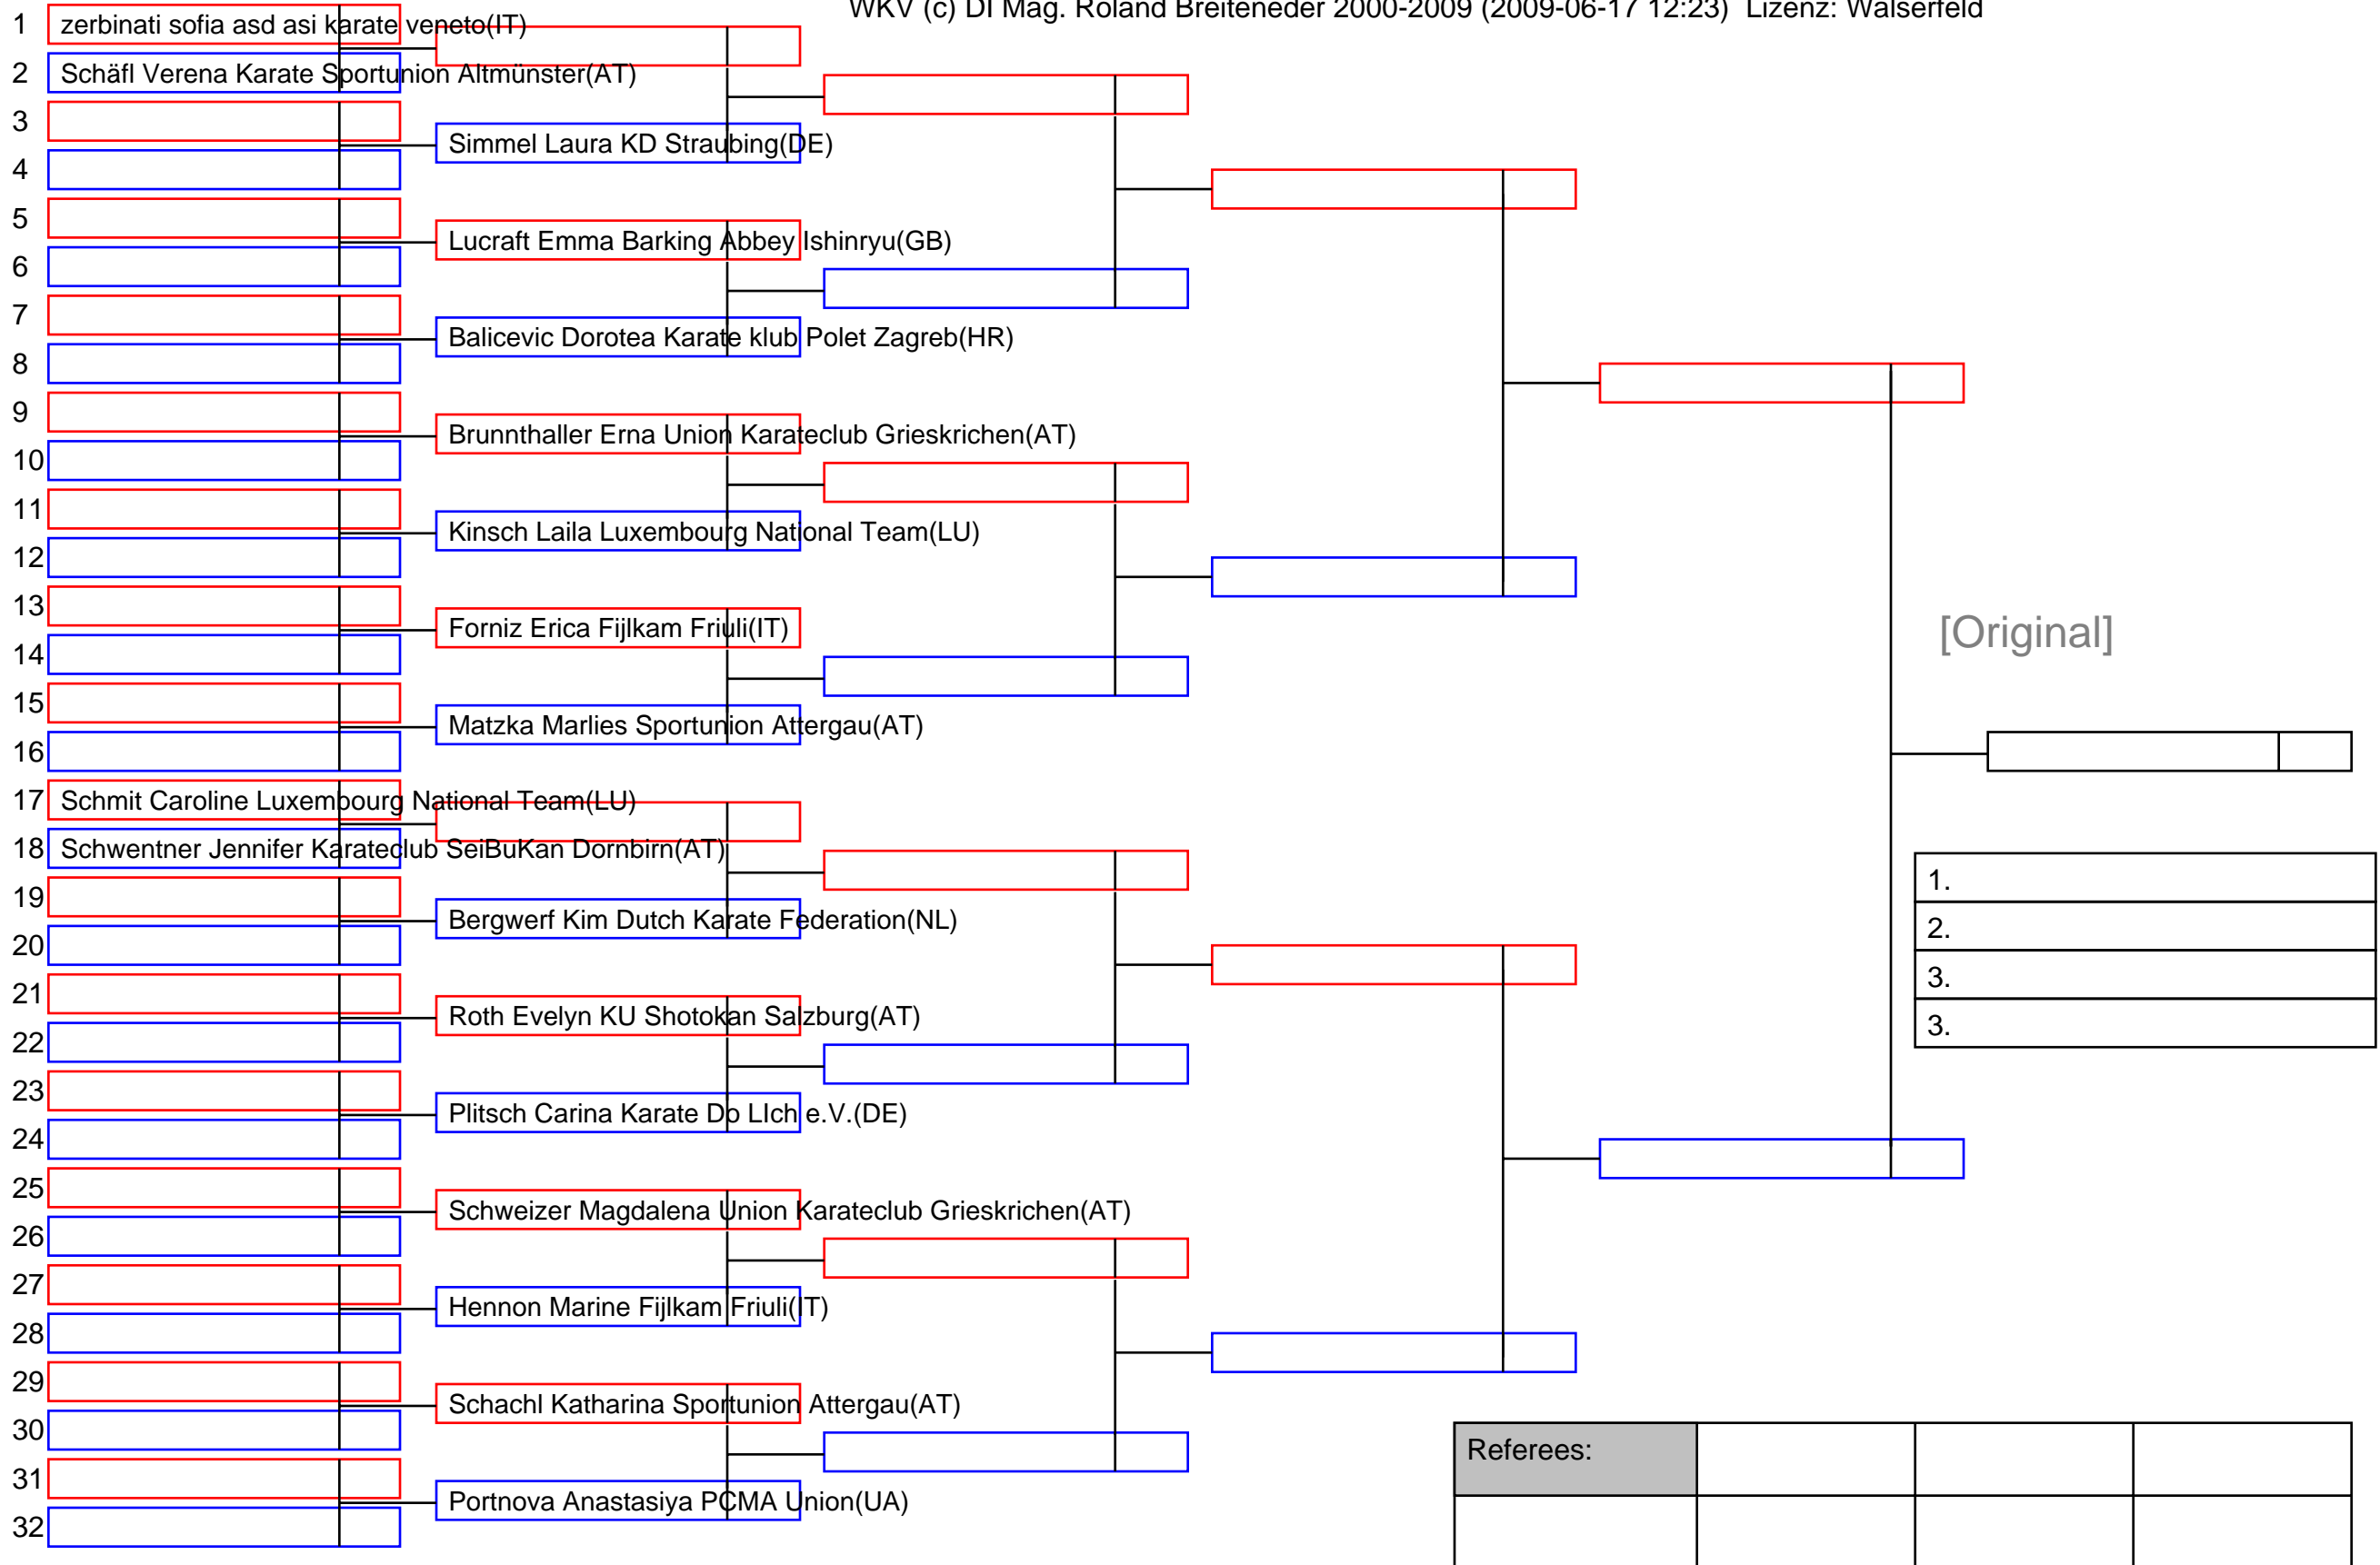 WKV (c) DI Mag. Roland Breiteneder 2000-2009 (2009-06-17 12:23) Lizenz: Walserfeld
1 zerbinati sofia asd asi karate veneto(IT)
2 Schäfl Verena Karate Sportunion Altmünster(AT)
3
Simmel Laura KD Straubing(DE)
4
5
Lucraft Emma Barking Abbey Ishinryu(GB)
6
7
Balicevic Dorotea Karate klub Polet Zagreb(HR)
8
9
Brunnthaller Erna Union Karateclub Grieskrichen(AT)
10
11
Kinsch Laila Luxembourg National Team(LU)
12
13
Forniz Erica Fijlkam Friuli(IT)
[Original]
14
15
Matzka Marlies Sportunion Attergau(AT)
16
17 Schmit Caroline Luxembourg National Team(LU)
18 Schwentner Jennifer Karateclub SeiBuKan Dornbirn(AT)
1.
19
Bergwerf Kim Dutch Karate Federation(NL)
2.
20
3.
21
Roth Evelyn KU Shotokan Salzburg(AT)
3.
22
23
Plitsch Carina Karate Do LIch e.V.(DE)
24
25
Schweizer Magdalena Union Karateclub Grieskrichen(AT)
26
27
Hennon Marine Fijlkam Friuli(IT)
28
29
Schachl Katharina Sportunion Attergau(AT)
30
Referees:
31
Portnova Anastasiya PCMA Union(UA)
32